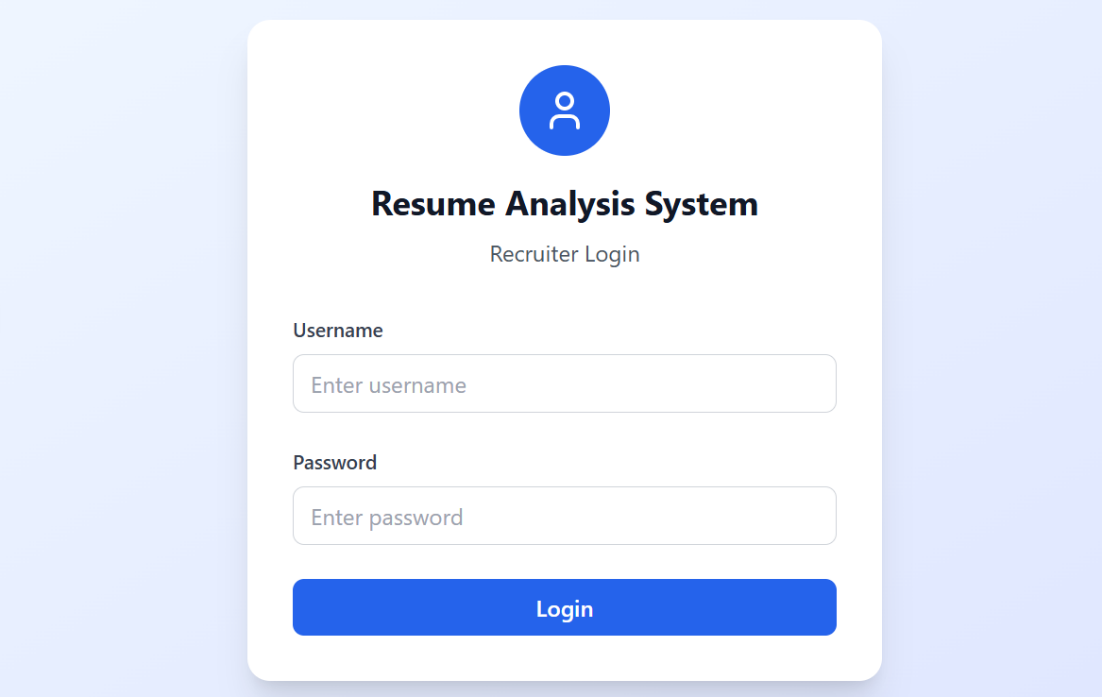 Resume Analysis System
Recruiter Login
Username
Enter username
Password
Enter password
Login